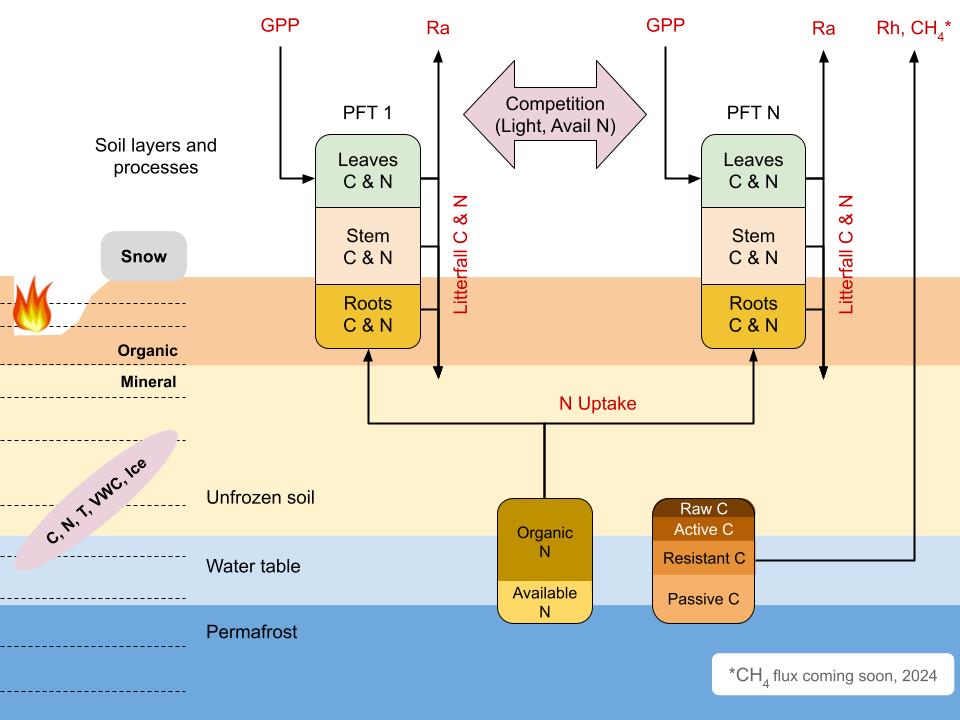 GPP
Ra
GPP
Ra
Rh, CH4*
Competition
(Light, Avail N)
PFT 1
PFT N
Soil layers and
processes
Leaves
C & N
Stem
C & N
Roots
C & N
Litterfall C & N
Leaves
C & N
Stem
C & N
Roots
C & N
Litterfall C & N
Snow
Organic
Mineral
N Uptake
C, N, T, VWC, Ice
Unfrozen soil
Water table
Permafrost
Organic
N
Available
N
Raw C
Active C
Resistant C
Passive C
*CH4 flux coming soon, 2024